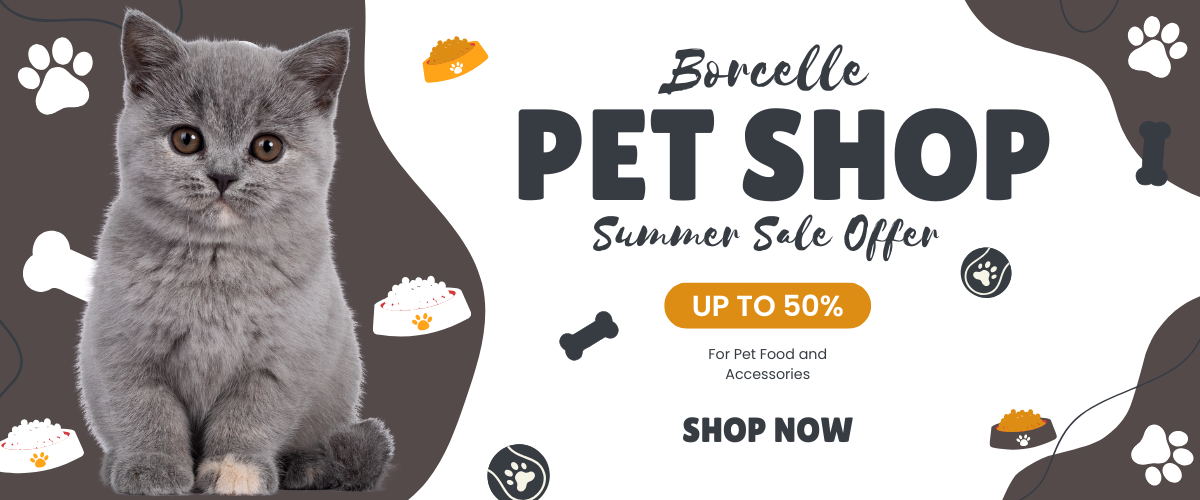 Borcelle
PET SHOP
Summer Sale Offer
UP TO 50%
For Pet Food and
Accessories
SHOP NOW